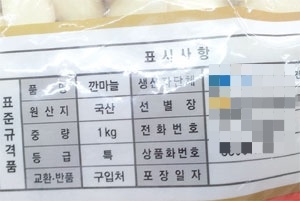 표시사항
표준규격품
품 명 깐마늘 생산자단체
원산지 국산 선 별 장
중 량 1kg 전화번호
등 급 특 상품화번호
교환·반품 구입처 포장일자